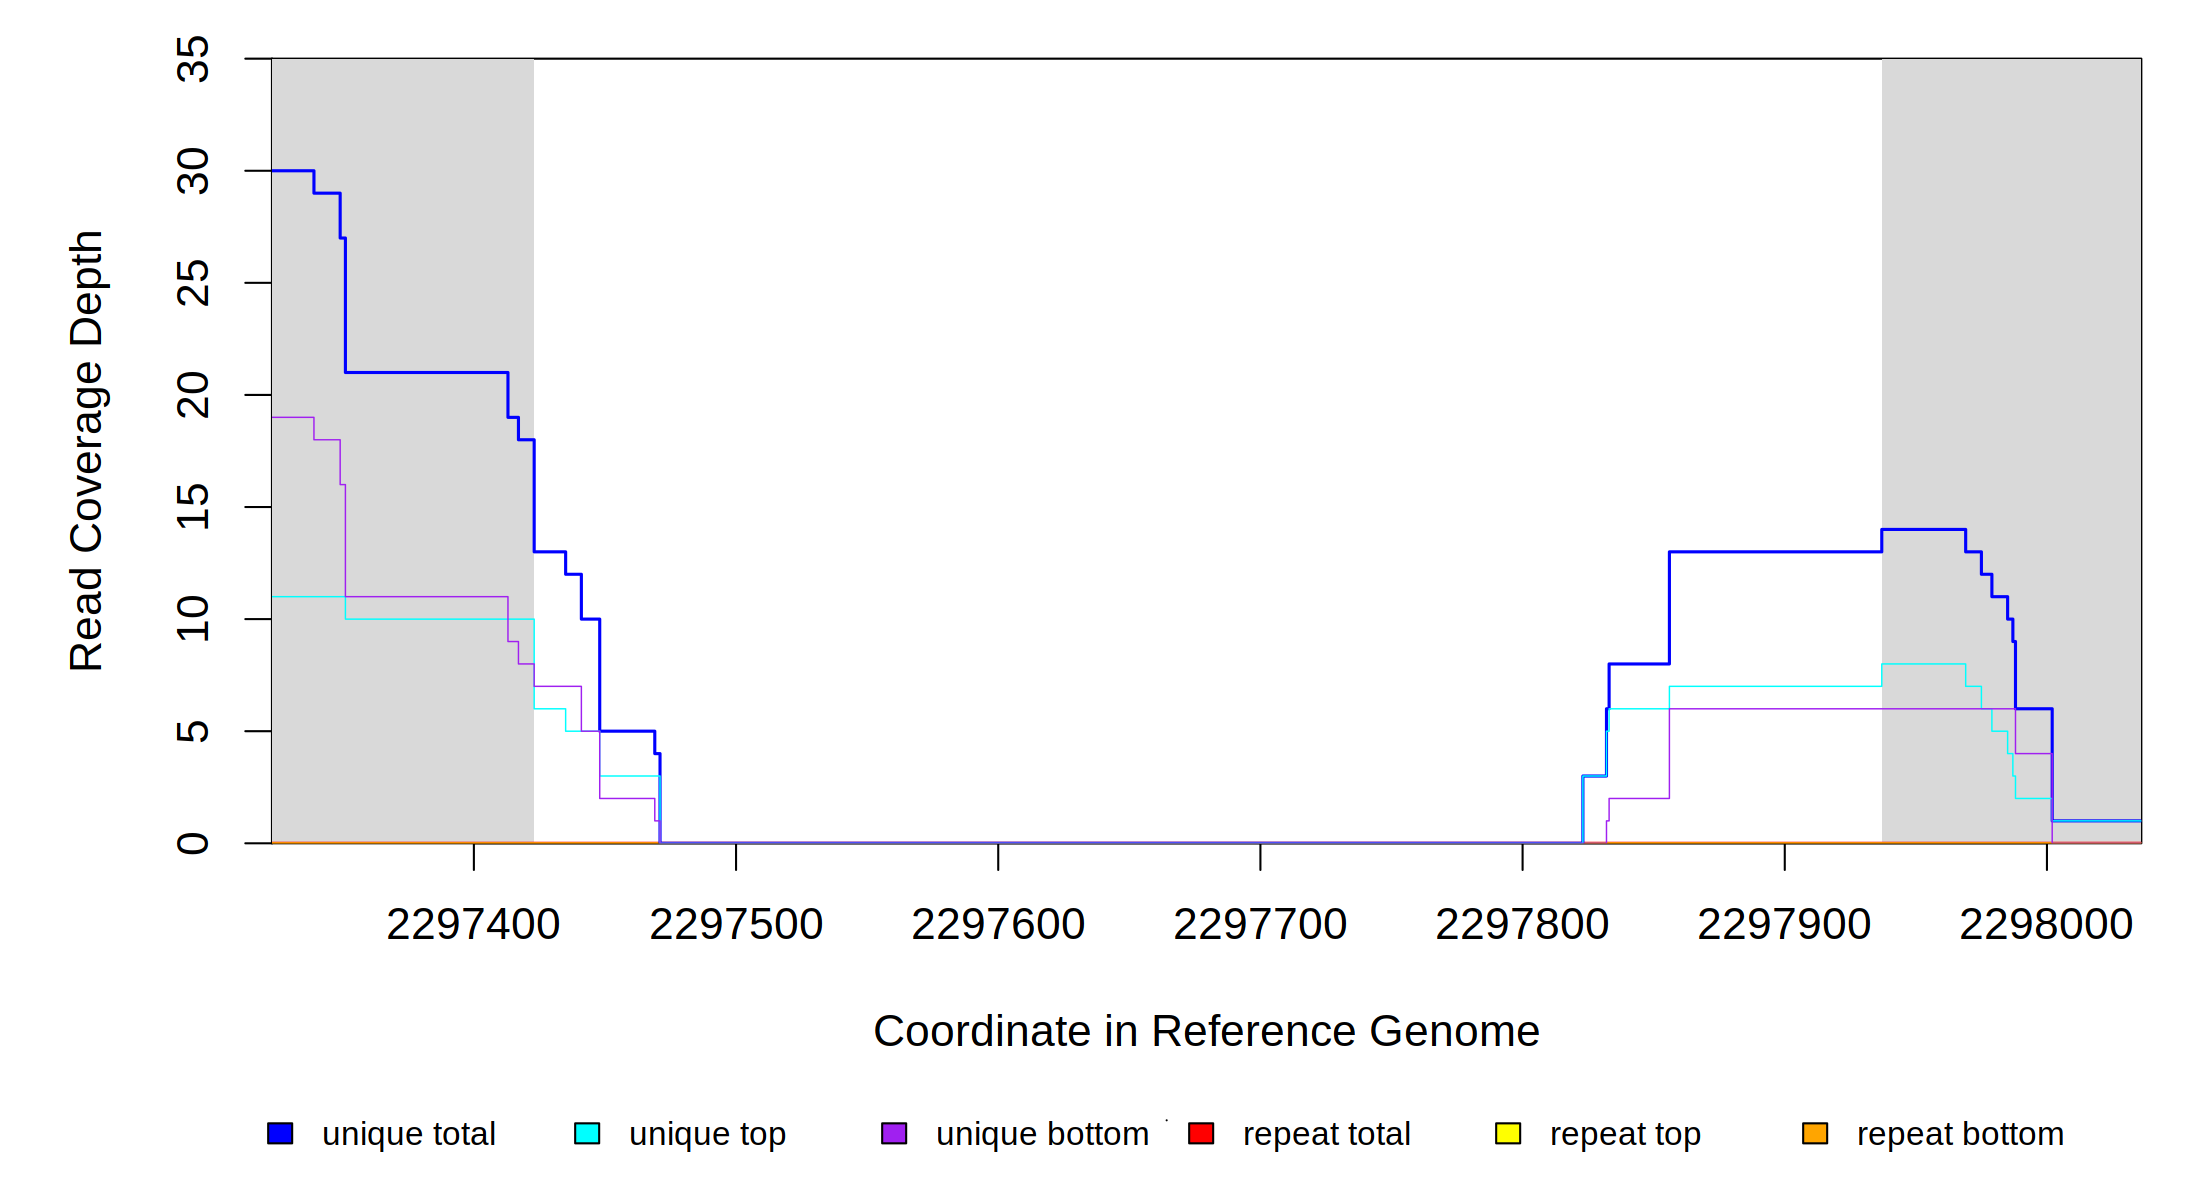 35
30
25
20
15
10
5
0
Read Coverage Depth
2297400 2297500 2297600 2297700 2297800 2297900 2298000
Coordinate in Reference Genome
unique total unique top unique bottom repeat total repeat top repeat bottom